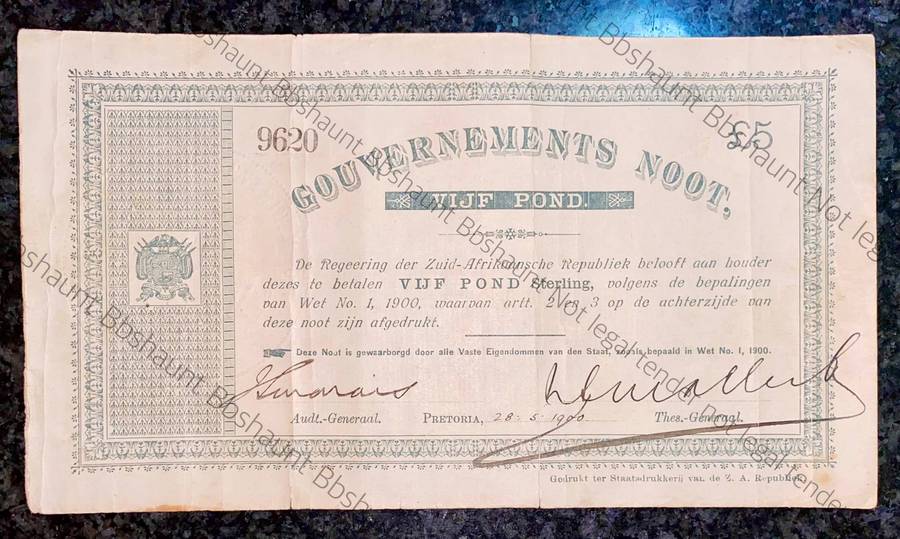 9620
£5
GOUVERNEMENTS NOOT,
VIJF POND.
De Regeering der Zuid-Afrikaansche Republiek belooft aan houder
dezes te betalen VIJF POND Sterling, volgens de bepalingen
van Wet No. 1, 1900, waarvan artt. 2 en 3 op de achterzijde van
deze noot zijn afgedrukt.
Deze Noot is gewaarborgd door alle Vaste Eigendommen van den Staat, zooals bepaald in Wet No. 1, 1900.
Audt.-Generaal. PRETORIA, 28-5-1900 Thes.-Generaal.
Gedrukt ter Staatsdrukkerij van de Z. A. Republiek
Bbshaunt Not legal tender